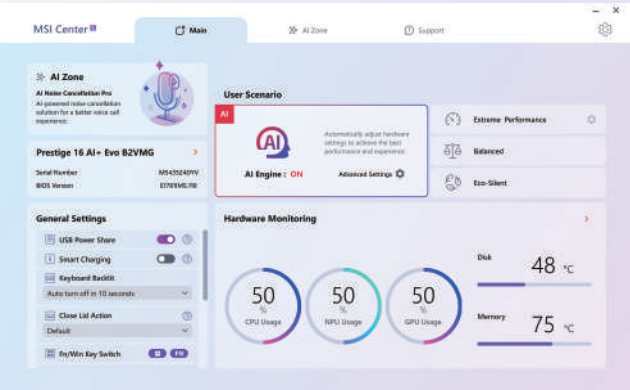 MSI Center
Main
AI Zone
Support
AI Zone
AI Noise Cancellation Pro
AI-powered noise cancellation
solution for a better voice call
experience.
Prestige 16 AI+ Evo B2VMG
Serial Number
BIOS Version
General Settings
USB Power Share
Smart Charging
Keyboard Backlit
Auto turn off in 10 seconds
Close Lid Action
Default
Fn/Win Key Switch
FN
User Scenario
AI
AI
Automatically adjust hardware
settings to achieve the best
performance and experience.
AI Engine : ON
Advanced Settings
Extreme Performance
Balanced
Eco-Silent
Hardware Monitoring
50
%
CPU Usage
50
%
NPU Usage
50
%
GPU Usage
Disk
48 °C
Memory
75 °C